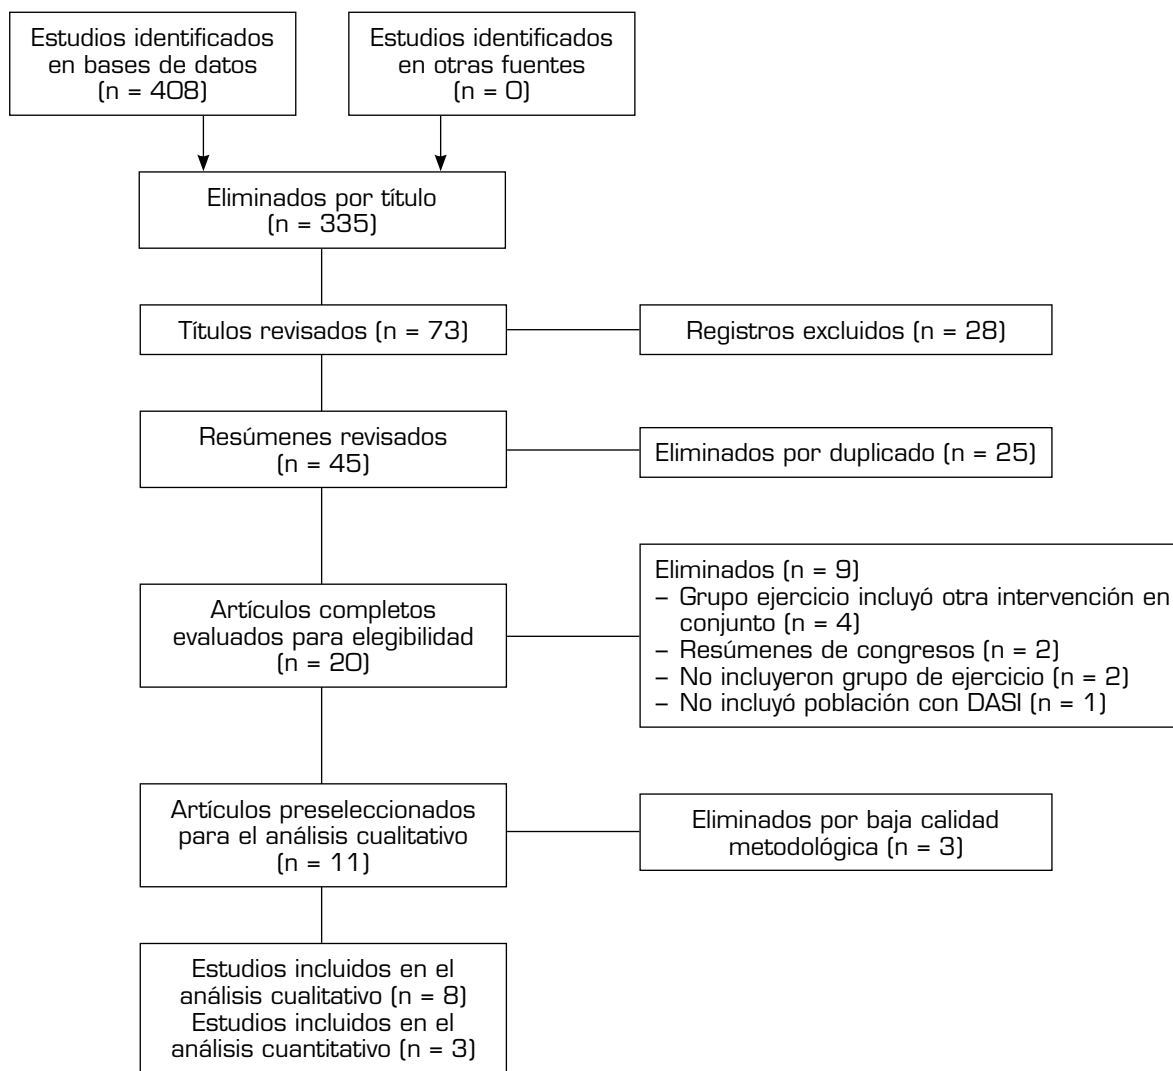 Estudios identificados
en bases de datos
(n = 408)
Estudios identificados
en otras fuentes
(n = 0)
Eliminados por título
(n = 335)
Títulos revisados (n = 73)
Registros excluidos (n = 28)
Resúmenes revisados
(n = 45)
Eliminados por duplicado (n = 25)
Artículos completos
evaluados para elegibilidad
(n = 20)
Eliminados (n = 9)
– Grupo ejercicio incluyó otra intervención en
conjunto (n = 4)
– Resúmenes de congresos (n = 2)
– No incluyeron grupo de ejercicio (n = 2)
– No incluyó población con DASI (n = 1)
Artículos preseleccionados
para el análisis cualitativo
(n = 11)
Eliminados por baja calidad
metodológica (n = 3)
Estudios incluidos en el
análisis cualitativo (n = 8)
Estudios incluidos en el
análisis cuantitativo (n = 3)